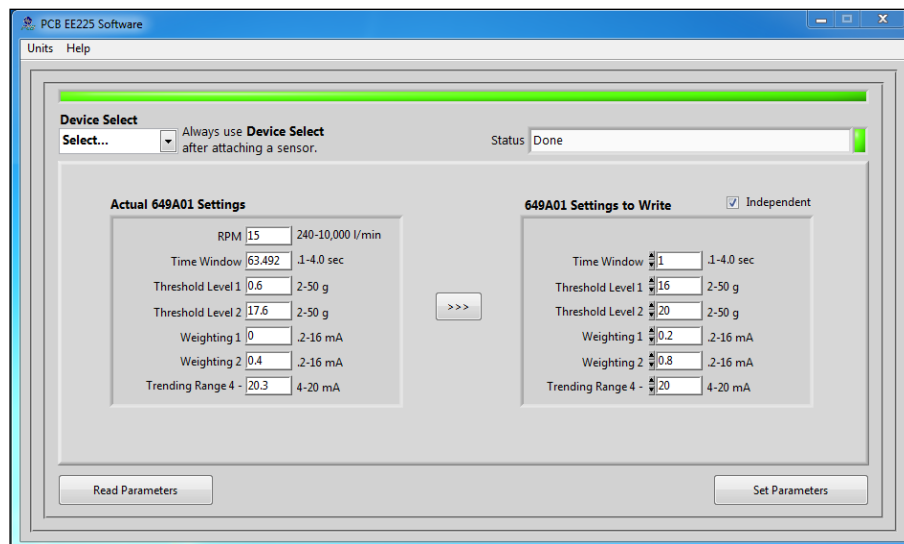 PCB EE225 Software
Units Help
Device Select
Select...
Always use Device Select
after attaching a sensor.
Status Done
Actual 649A01 Settings
RPM 15 240-10,000 l/min
Time Window 63.492 .1-4.0 sec
Threshold Level 1 0.6 2-50 g
Threshold Level 2 17.6 2-50 g
Weighting 1 0 .2-16 mA
Weighting 2 0.4 .2-16 mA
Trending Range 4 - 20.3 4-20 mA
>>>
649A01 Settings to Write
Independent
Time Window 1 .1-4.0 sec
Threshold Level 1 16 2-50 g
Threshold Level 2 20 2-50 g
Weighting 1 0.2 .2-16 mA
Weighting 2 0.8 .2-16 mA
Trending Range 4 - 20 4-20 mA
Read Parameters
Set Parameters